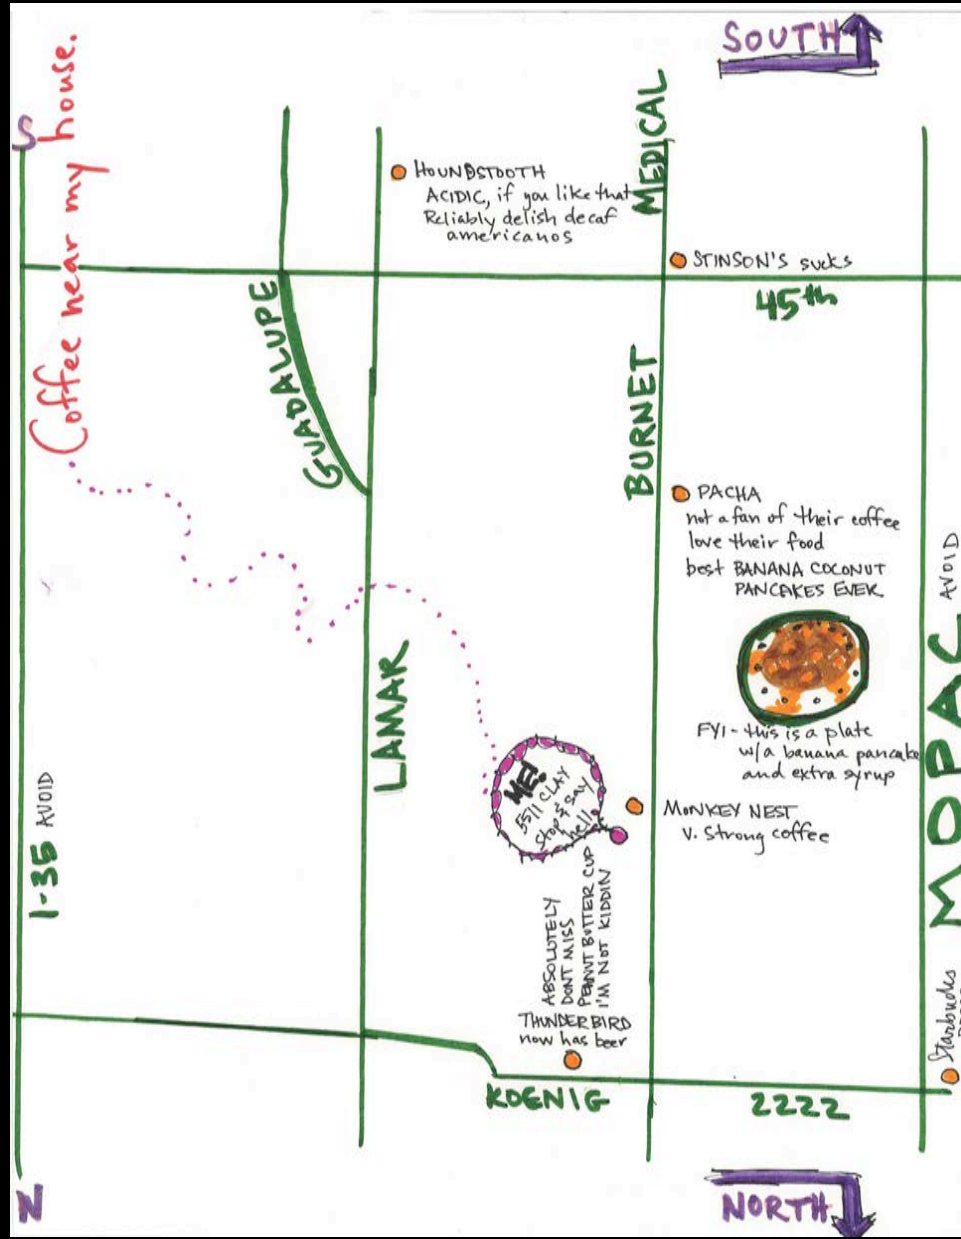 SOUTH
S
Coffee near my house.
HOUNDSTOOTH
ACIDIC, if you like that
Reliably delish decaf
americanos
MEDICAL
STINSON'S sucks
45th
GUADALUPE
BURNET
PACHA
not a fan of their coffee
love their food
best BANANA COCONUT
PANCAKES EVER
FYI - this is a plate
w/a banana pancake
and extra syrup
LAMAR
ME!
5511 CLAY
stop & say
hello
MONKEY NEST
V. Strong coffee
MOPAC AVOID
I-35 AVOID
ABSOLUTELY
DONT MISS
PEANUT BUTTER CUP
I'M NOT KIDDIN
THUNDERBIRD
now has beer
Starbucks
KOENIG
2222
N
NORTH